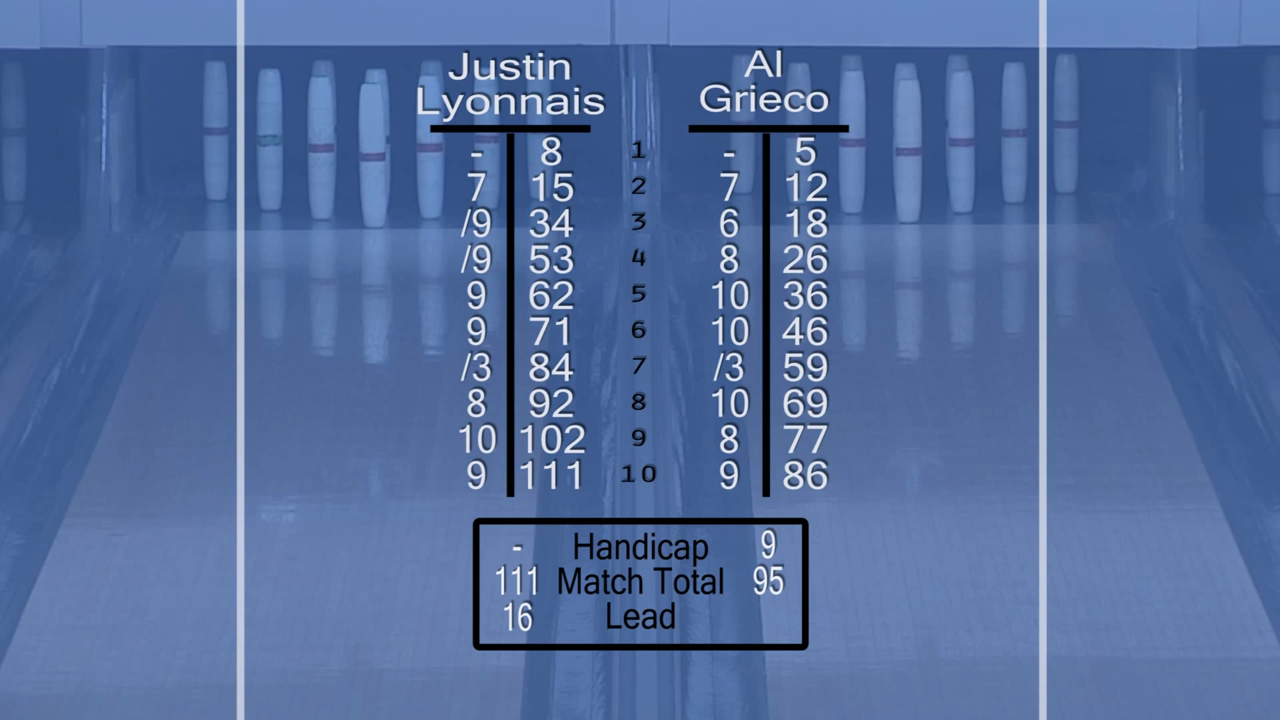 Justin Lyonnais
Al Grieco
- 8 1 - 5
7 15 2 7 12
/9 34 3 6 18
/9 53 4 8 26
9 62 5 10 36
9 71 6 10 46
/3 84 7 /3 59
8 92 8 10 69
10 102 9 8 77
9 111 10 9 86
- Handicap 9
111 Match Total 95
16 Lead